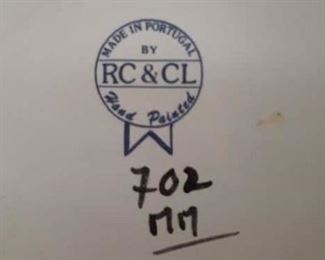 MADE IN PORTUGAL
BY
RC & CL
Hand Painted
702
MM